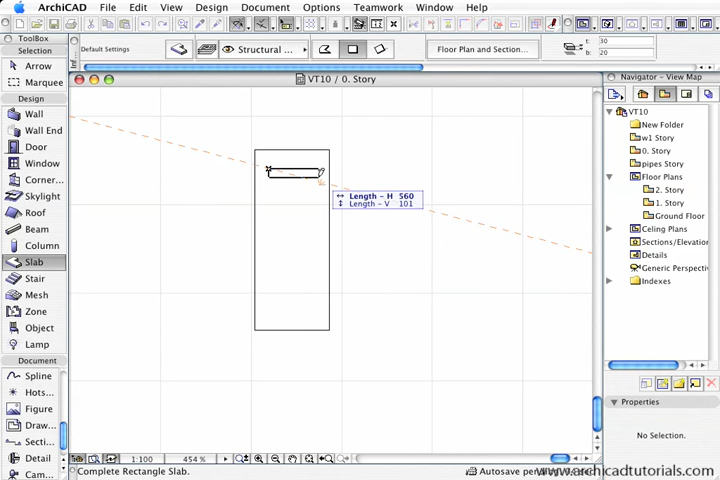 ArchiCAD File Edit View Design Document Options Teamwork Window Help
ToolBox
Selection
Arrow
Marquee
Design
Wall
Wall End
Door
Window
Corner...
Skylight
Roof
Beam
Column
Slab
Stair
Mesh
Zone
Object
Lamp
Document
Spline
Hots...
Figure
Draw...
Secti...
Detail
Cam...
Default Settings
Structural ...
Floor Plan and Section...
t: 30
b: 20
VT10 / 0. Story
Length - H 560
Length - V 101
1:100
454 %
Complete Rectangle Slab.
Navigator - View Map
VT10
New Folder
w1 Story
0. Story
pipes Story
Floor Plans
2. Story
1. Story
Ground Floor
Celing Plans
Sections/Elevation
Details
Generic Perspecti
Indexes
Properties
No Selection.
Autosave pe
www.archicadtutorials.com